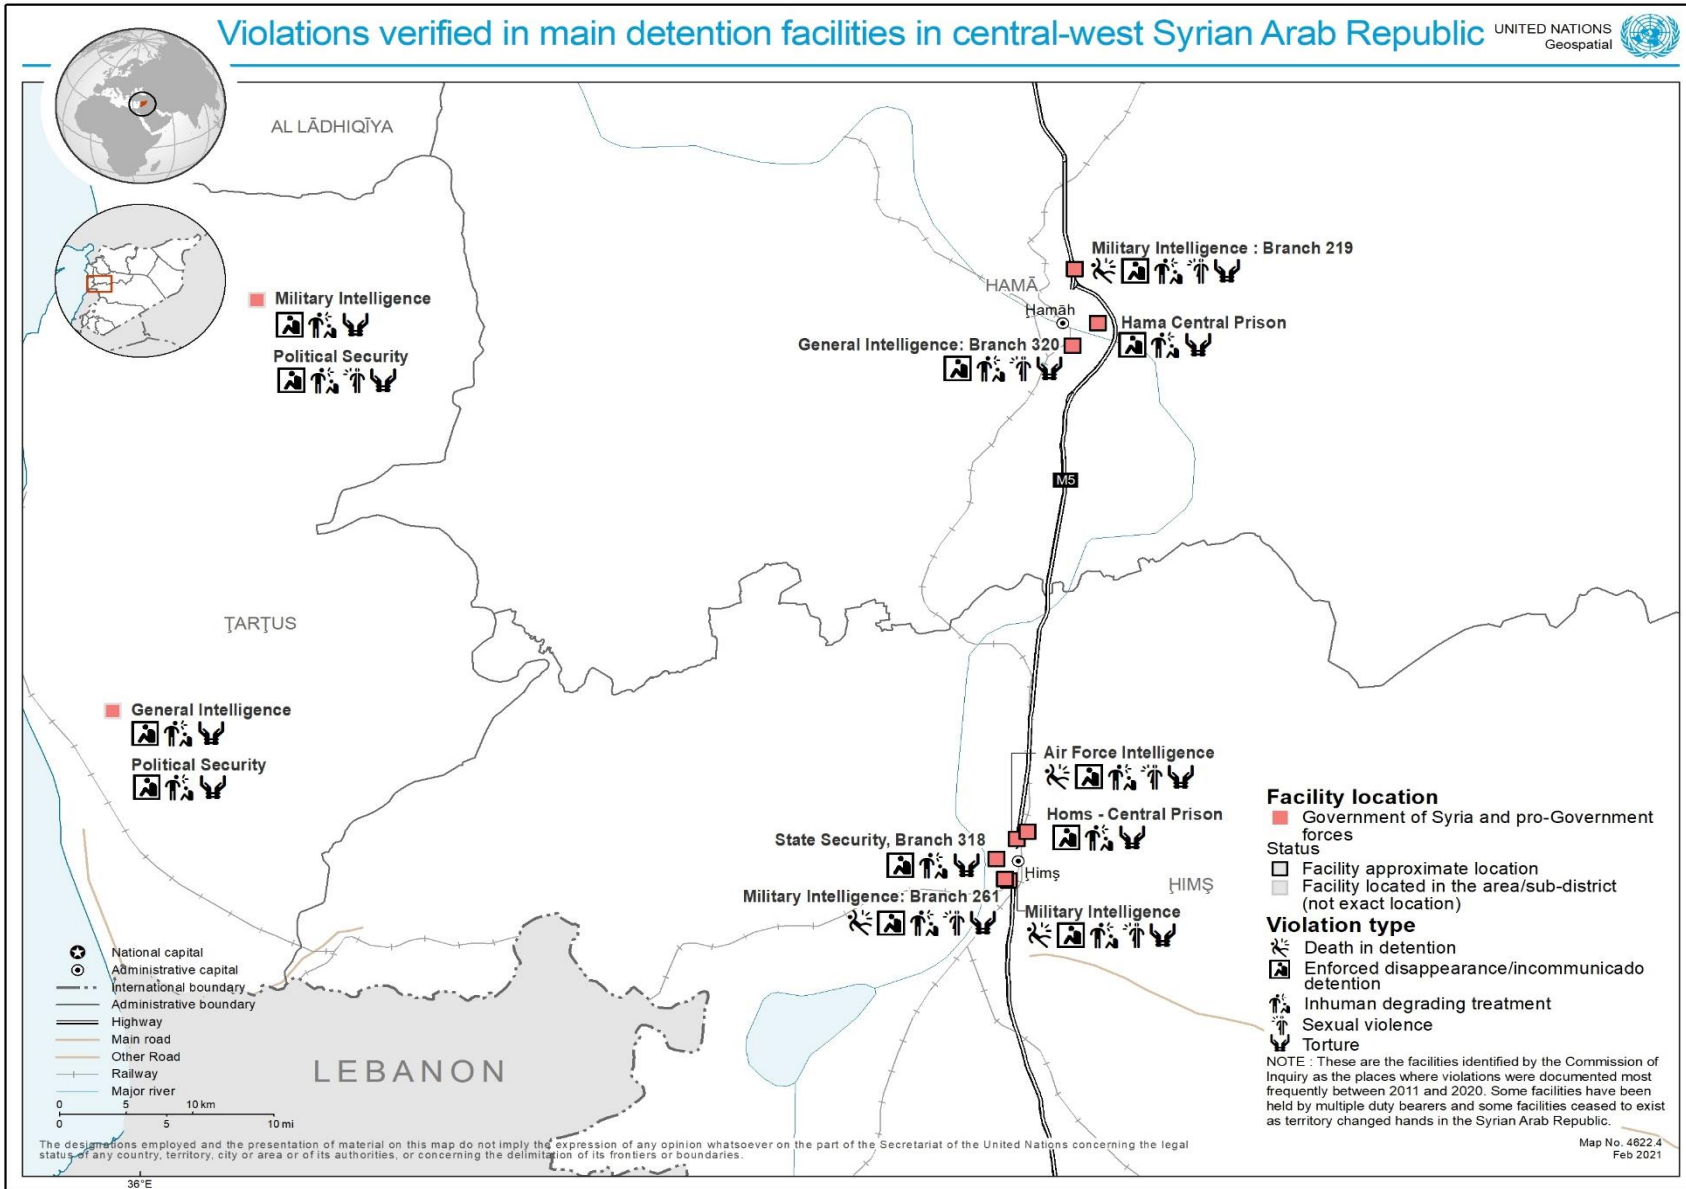 Violations verified in main detention facilities in central-west Syrian Arab Republic
UNITED NATIONS
Geospatial
AL LĀDHIQĪYA
Military Intelligence : Branch 219
HAMĀ
Military Intelligence
Ḩamāh
Hama Central Prison
General Intelligence: Branch 320
Political Security
M5
ŢARŢUS
General Intelligence
Political Security
Air Force Intelligence
Homs - Central Prison
State Security, Branch 318
Ḩimş
ḨIMŞ
Military Intelligence: Branch 261
Military Intelligence
LEBANON
Facility location
Government of Syria and pro-Government
forces
Status
Facility approximate location
Facility located in the area/sub-district
(not exact location)
Violation type
Death in detention
Enforced disappearance/incommunicado
detention
Inhuman degrading treatment
Sexual violence
Torture
NOTE : These are the facilities identified by the Commission of
Inquiry as the places where violations were documented most
frequently between 2011 and 2020. Some facilities have been
held by multiple duty bearers and some facilities ceased to exist
as territory changed hands in the Syrian Arab Republic.
National capital
Administrative capital
International boundary
Administrative boundary
Highway
Main road
Other Road
Railway
Major river
0 5 10 km
0 5 10 mi
The designations employed and the presentation of material on this map do not imply the expression of any opinion whatsoever on the part of the Secretariat of the United Nations concerning the legal
status of any country, territory, city or area or of its authorities, or concerning the delimitation of its frontiers or boundaries.
Map No. 4622.4
Feb 2021
36°E